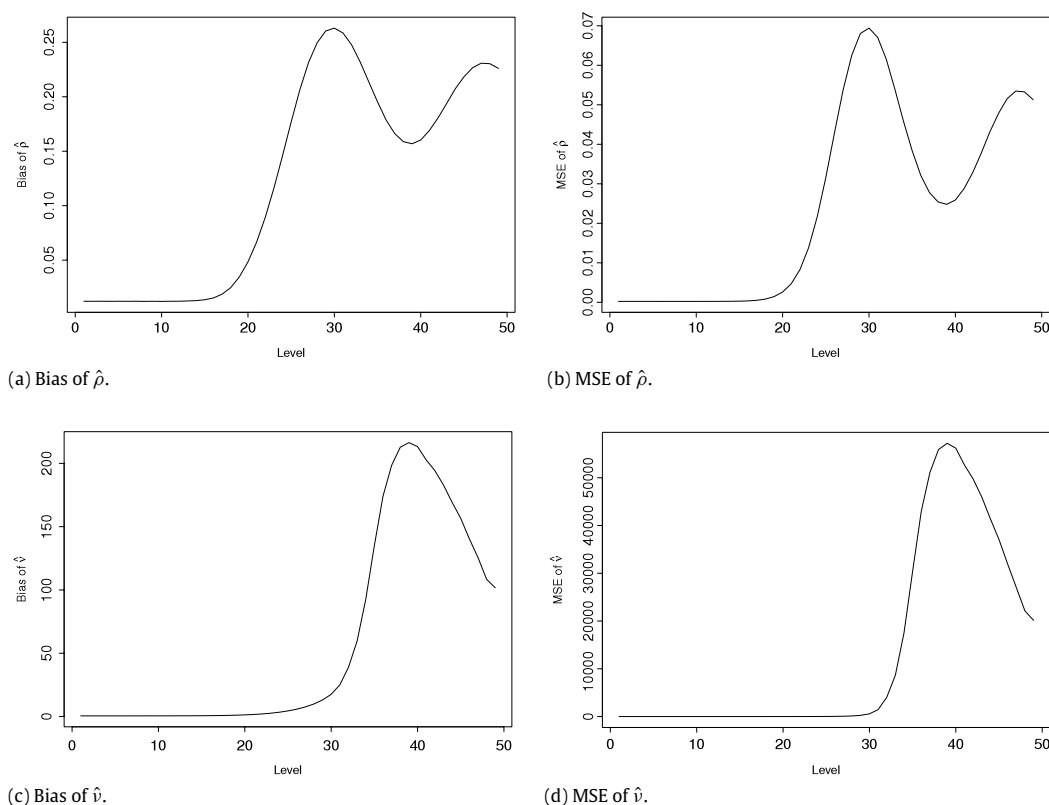 0.25
0.20
0.15
0.10
0.05
Bias of ρ̂
0 10 20 30 40 50
Level
(a) Bias of ρ̂.
0.07
0.06
0.05
0.04
0.03
0.02
0.01
0.00
MSE of ρ̂
0 10 20 30 40 50
Level
(b) MSE of ρ̂.
200
150
100
50
0
Bias of ν̂
0 10 20 30 40 50
Level
(c) Bias of ν̂.
50000
40000
30000
20000
10000
0
MSE of ν̂
0 10 20 30 40 50
Level
(d) MSE of ν̂.